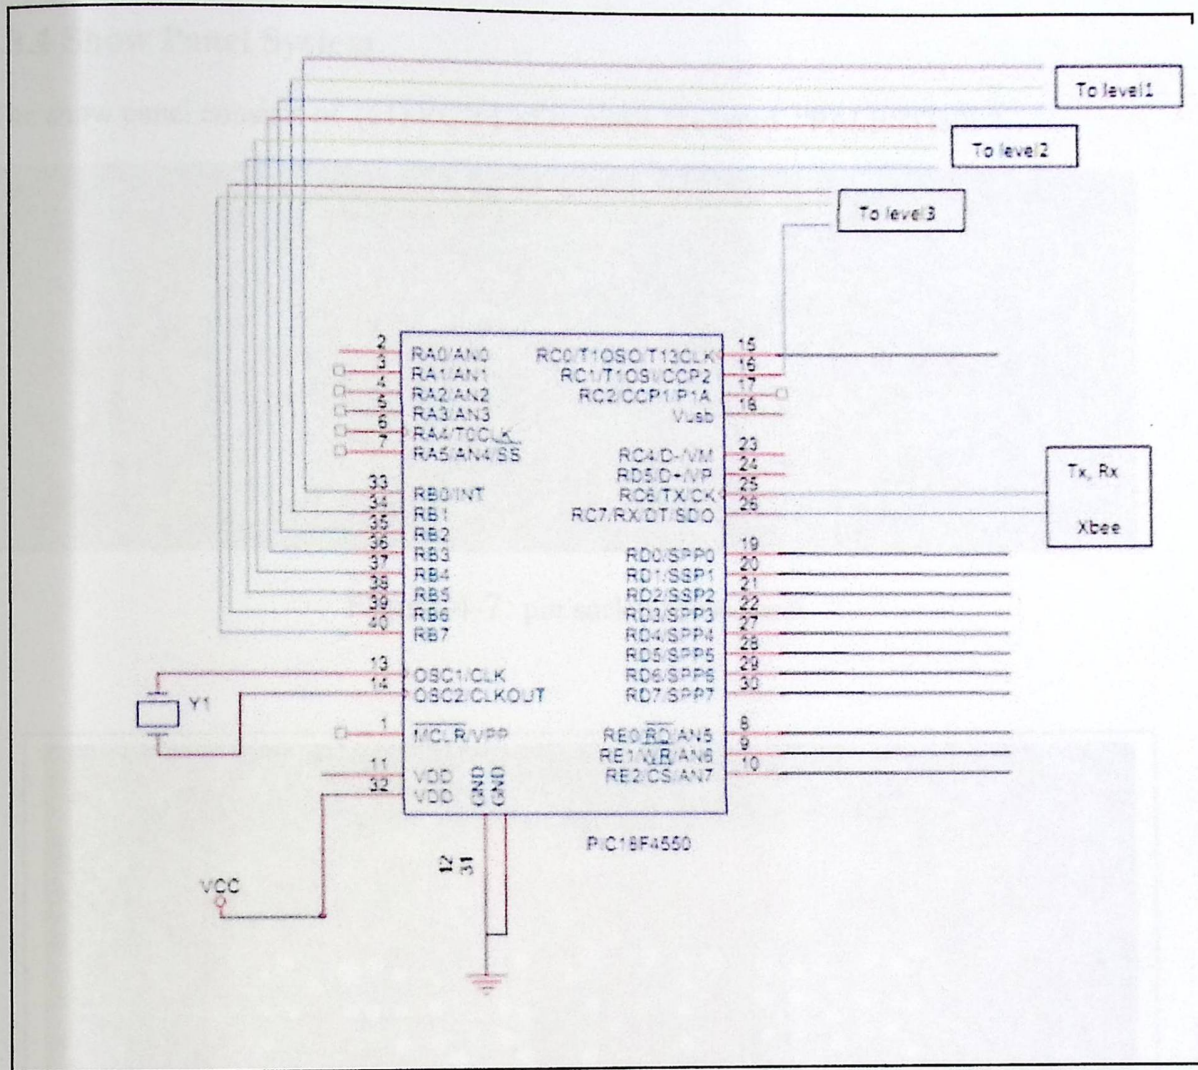 To level1
To level2
To level3
2 RA0/AN0
3 RA1/AN1
4 RA2/AN2
5 RA3/AN3
6 RA4/T0CLK
7 RA5/AN4/SS
33 RB0/INT
34 RB1
35 RB2
36 RB3
37 RB4
38 RB5
39 RB6
40 RB7
13 OSC1/CLK
14 OSC2/CLKOUT
1 MCLR/VPP
11 VDD
32 VDD
GND
GND
12
31
RC0/T1OSO/T13CLK 15
RC1/T1OSI/CCP2 16
RC2/CCP1/P1A 17
Vusb 18
RC4/D-/VM 23
RD5/D+/VP 24
RC6/TX/CK 25
RC7/RX/DT/SDO 26
RD0/SPP0 19
RD1/SSP1 20
RD2/SSP2 21
RD3/SPP3 22
RD4/SPP4 27
RD5/SPP5 28
RD6/SPP6 29
RD7/SPP7 30
RE0/RD/AN5 8
RE1/WR/AN6 9
RE2/CS/AN7 10
Tx, Rx
Xbee
Y1
VCC
PIC18F4550